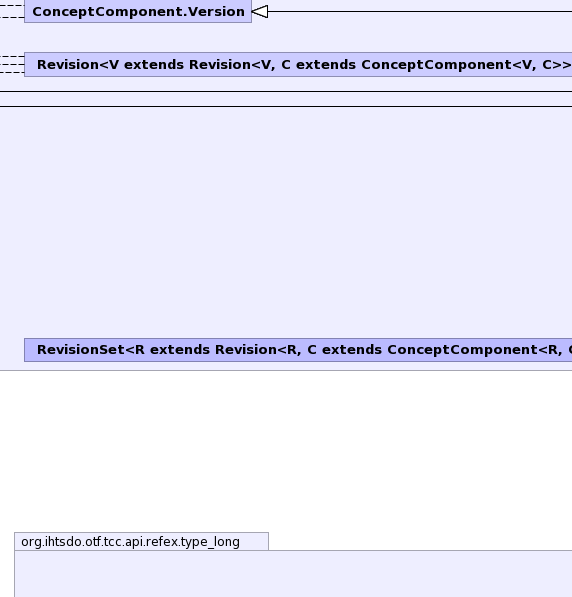 ConceptComponent.Version
Revision<V extends Revision<V, C extends ConceptComponent<V, C>>
RevisionSet<R extends Revision<R, C extends ConceptComponent<R,
org.ihtsdo.otf.tcc.api.refex.type_long